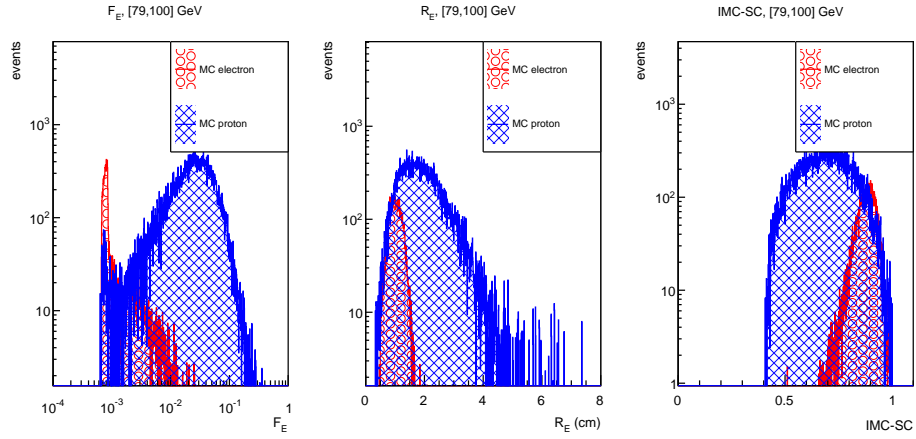 F_E, [79,100] GeV
events
MC electron
MC proton
10^3
10^2
10
10^-4 10^-3 10^-2 10^-1 1
F_E
R_E, [79,100] GeV
events
MC electron
MC proton
10^3
10^2
10
0 2 4 6 8
R_E (cm)
IMC-SC, [79,100] GeV
events
MC electron
MC proton
10^3
10^2
10
1
0 0.5 1
IMC-SC